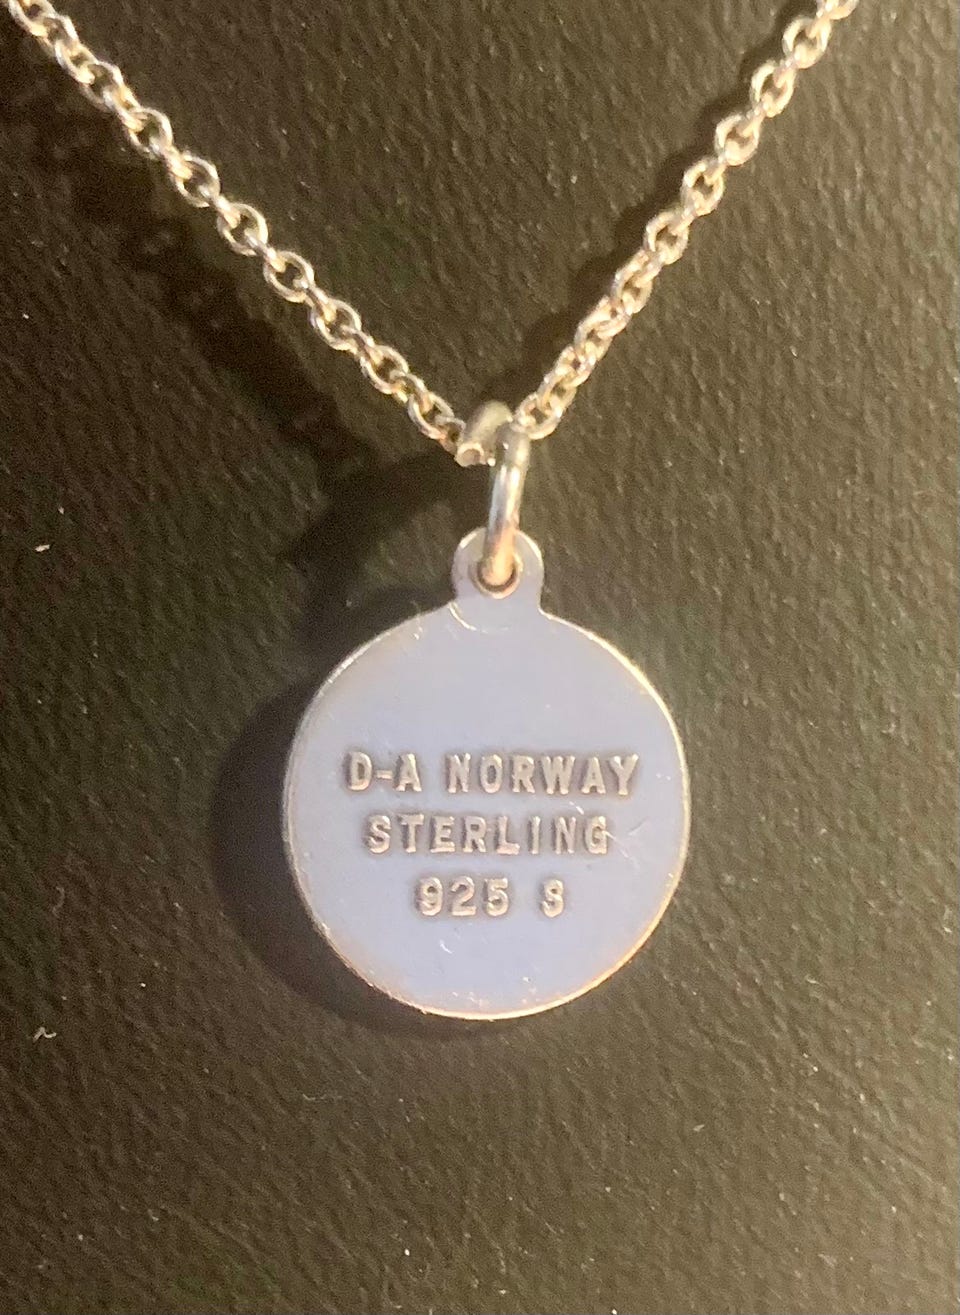 D-A NORWAY
STERLING
925 S